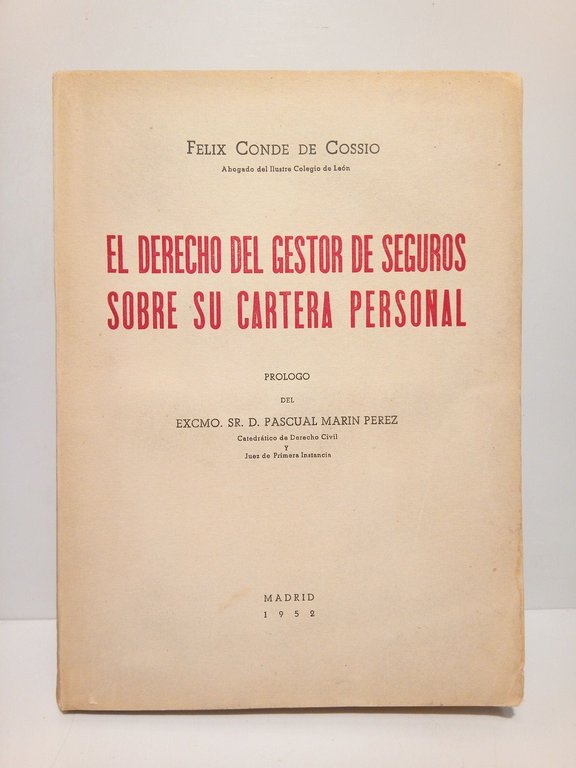 FELIX CONDE DE COSSIO
Abogado del Ilustre Colegio de León
EL DERECHO DEL GESTOR DE SEGUROS
SOBRE SU CARTERA PERSONAL
PROLOGO
DEL
EXCMO. SR. D. PASCUAL MARIN PEREZ
Catedrático de Derecho Civil
Y
Juez de Primera Instancia
MADRID
1952